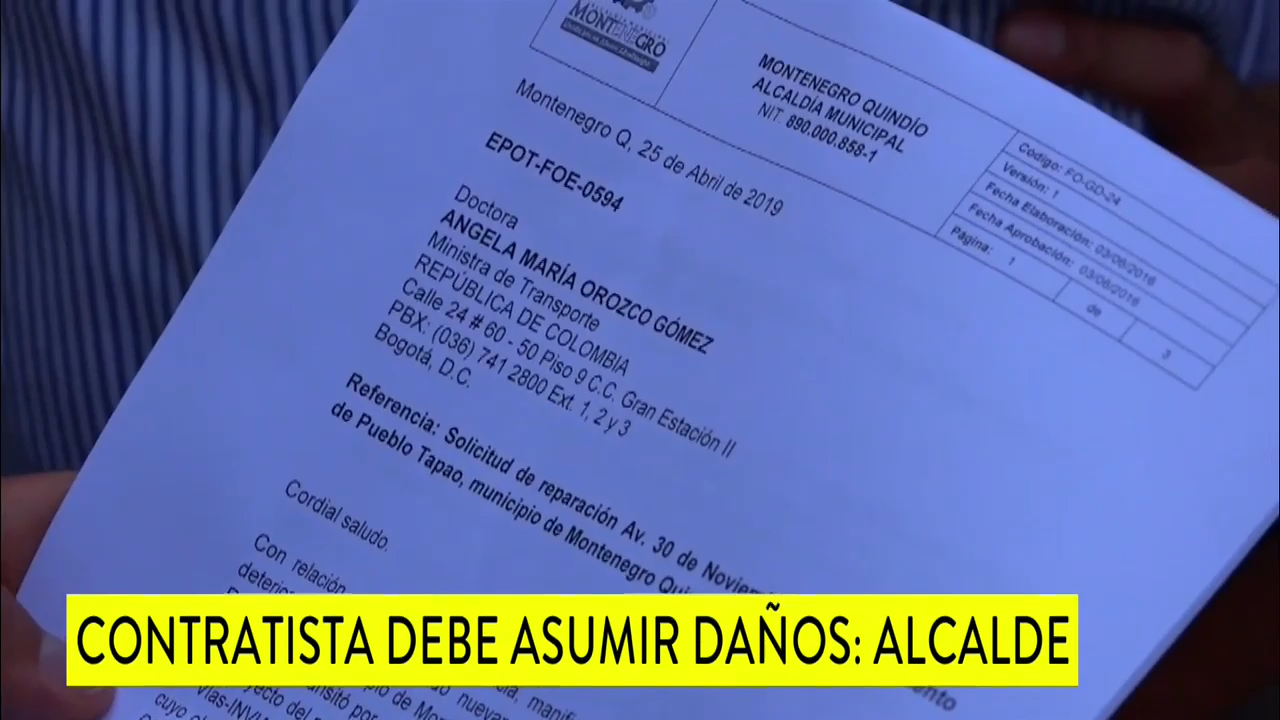 MONTENEGRO
MONTENEGRO QUINDÍO
ALCALDÍA MUNICIPAL
NIT. 890.000.858-1
Código: FO-GD-24
Versión: 1
Fecha Elaboración: 03/06/2016
Fecha Aprobación: 03/06/2016
Página: 1 de 3
Montenegro Q, 25 de Abril de 2019
EPOT-FOE-0594
Doctora
ANGELA MARÍA OROZCO GÓMEZ
Ministra de Transporte
REPÚBLICA DE COLOMBIA
Calle 24 # 60 - 50 Piso 9 C.C. Gran Estación II
PBX: (036) 741 2800 Ext. 1, 2 y 3
Bogotá, D.C.
Referencia: Solicitud de reparación Av. 30 de
de Pueblo Tapao, municipio de Montenegro
Cordial saludo.
Con relación
CONTRATISTA DEBE ASUMIR DAÑOS: ALCALDE